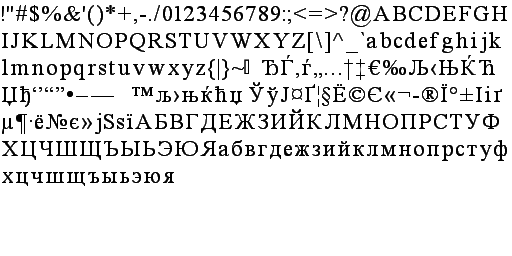 !"#$%&'()*+,-./0123456789:;<=>?@ABCDEFGH
IJKLMNOPQRSTUVWXYZ[\]^_`abcdefghijk
lmnopqrstuvwxyz{|}~▯ ЂЃ‚ѓ„…†‡€‰Љ‹ЊЌЋ
Џђ‘’“”•–— ™љ›њќћџ ЎўЈ¤Ґ¦§Ё©Є«¬-®Ї°±Ііґ
µ¶·ё№є»јЅѕїАБВГДЕЖЗИЙКЛМНОПРСТУФ
ХЦЧШЩЪЫЬЭЮЯабвгдежзийклмнопрстуф
хцчшщъыьэюя